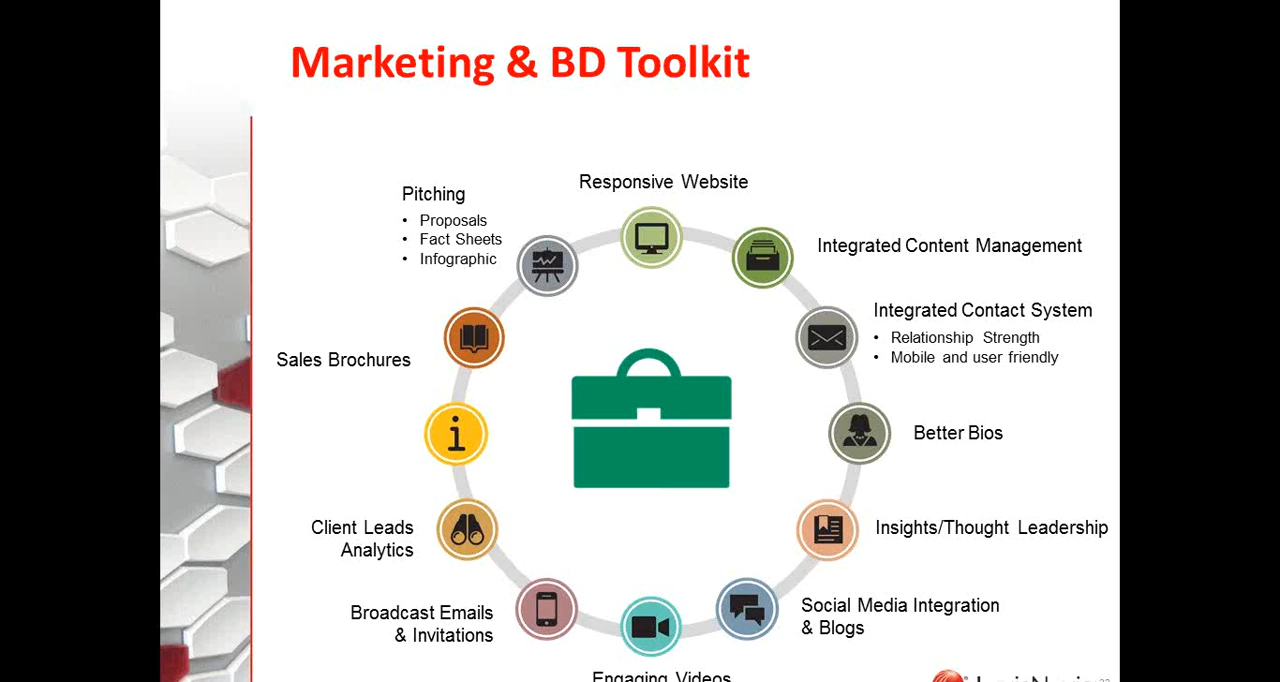 Marketing & BD Toolkit
Responsive Website
Pitching
• Proposals
• Fact Sheets
• Infographic
Integrated Content Management
Integrated Contact System
• Relationship Strength
• Mobile and user friendly
Sales Brochures
i
Better Bios
Client Leads
Analytics
Insights/Thought Leadership
Broadcast Emails
& Invitations
Social Media Integration
& Blogs
Engaging Videos